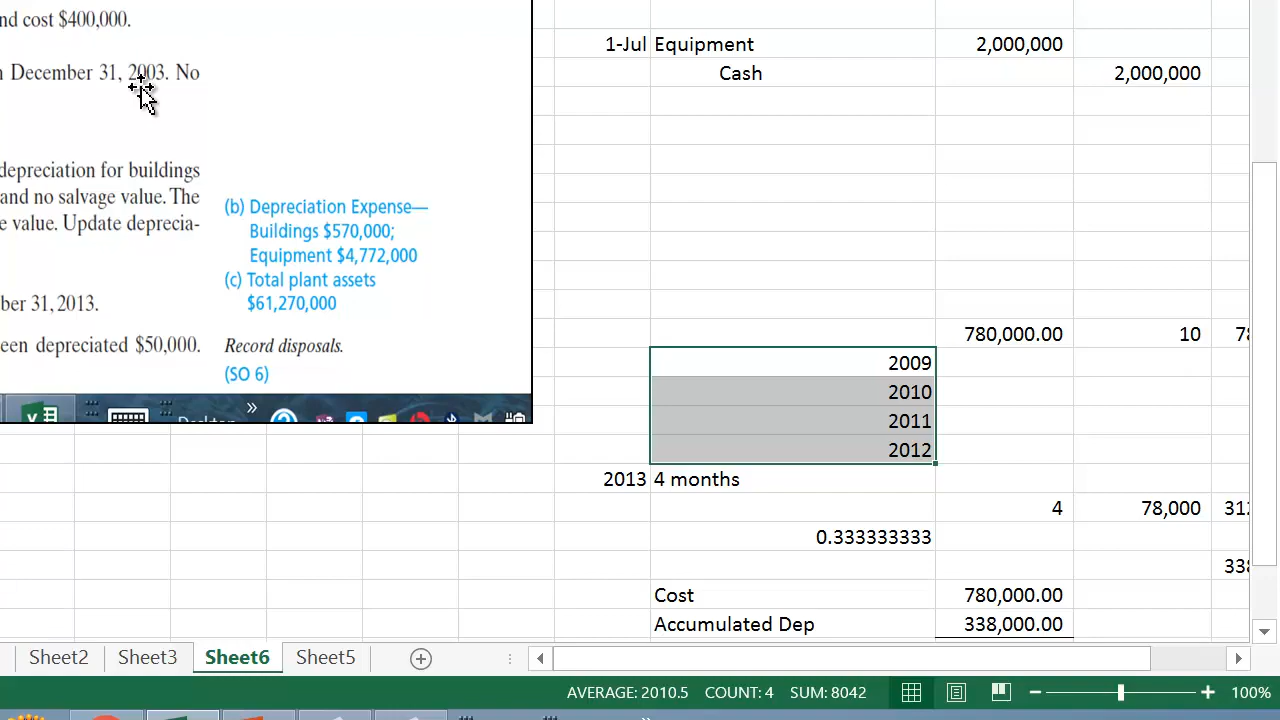 nd cost $400,000.
n December 31, 2003. No
depreciation for buildings
and no salvage value. The
e value. Update deprecia-
ber 31, 2013.
een depreciated $50,000.
(b) Depreciation Expense—
Buildings $570,000;
Equipment $4,772,000
(c) Total plant assets
$61,270,000
Record disposals.
(SO 6)
Desktop
»
1-Jul Equipment 2,000,000
Cash 2,000,000
780,000.00 10 78
2009
2010
2011
2012
2013 4 months
4 78,000 312
0.333333333
338
Cost 780,000.00
Accumulated Dep 338,000.00
Sheet2 Sheet3 Sheet6 Sheet5
AVERAGE: 2010.5 COUNT: 4 SUM: 8042 100%